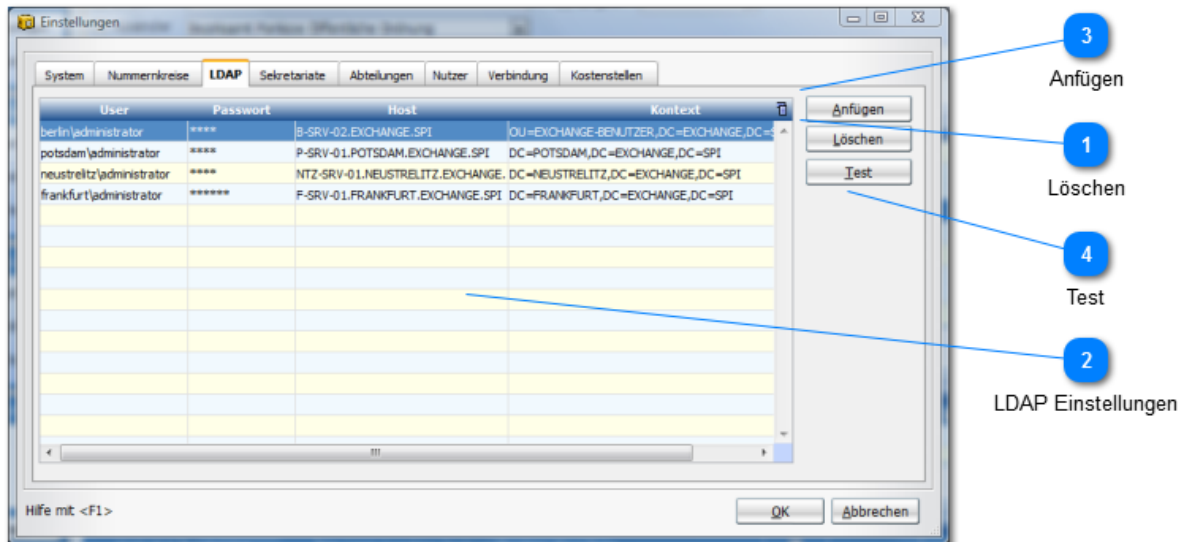 Einstellungen
System Nummernkreise LDAP Sekretariate Abteilungen Nutzer Verbindung Kostenstellen
User Passwort Host Kontext
berlin\administrator **** B-SRV-02.EXCHANGE.SPI OU=EXCHANGE-BENUTZER,DC=EXCHANGE,DC=
potsdam\administrator **** P-SRV-01.POTSDAM.EXCHANGE.SPI DC=POTSDAM,DC=EXCHANGE,DC=SPI
neustrelitz\administrator **** NTZ-SRV-01.NEUSTRELITZ.EXCHANGE. DC=NEUSTRELITZ,DC=EXCHANGE,DC=SPI
frankfurt\administrator ****** F-SRV-01.FRANKFURT.EXCHANGE.SPI DC=FRANKFURT,DC=EXCHANGE,DC=SPI
Anfügen
Löschen
Test
Hilfe mit <F1>
OK Abbrechen
3
Anfügen
1
Löschen
4
Test
2
LDAP Einstellungen